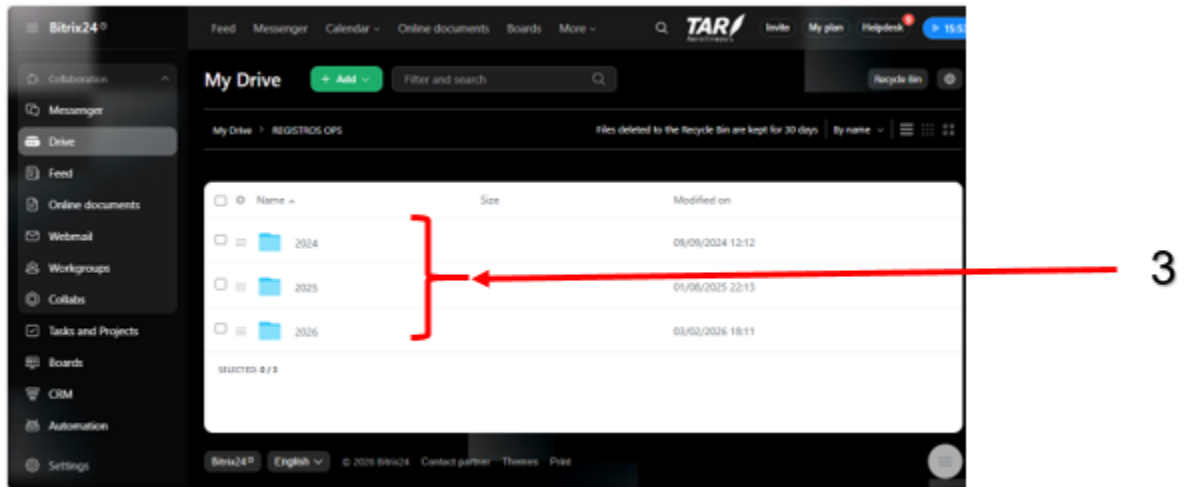 Bitrix24
Feed Messenger Calendar Online documents Boards More
TAR
Invite My plan Helpdesk
Collaboration
Messenger
Drive
Feed
Online documents
Webmail
Workgroups
Collabs
Tasks and Projects
Boards
CRM
Automation
Settings
My Drive + Add Filter and search Recycle Bin
My Drive > REGISTROS OPS Files deleted to the Recycle Bin are kept for 30 days By name
Name Size Modified on
2024 09/09/2024 12:12
2025 01/08/2025 22:13
2026 03/02/2026 18:11
SELECTED: 0 / 3
3
Bitrix24 English © 2026 Bitrix24 Contact partner Themes Print